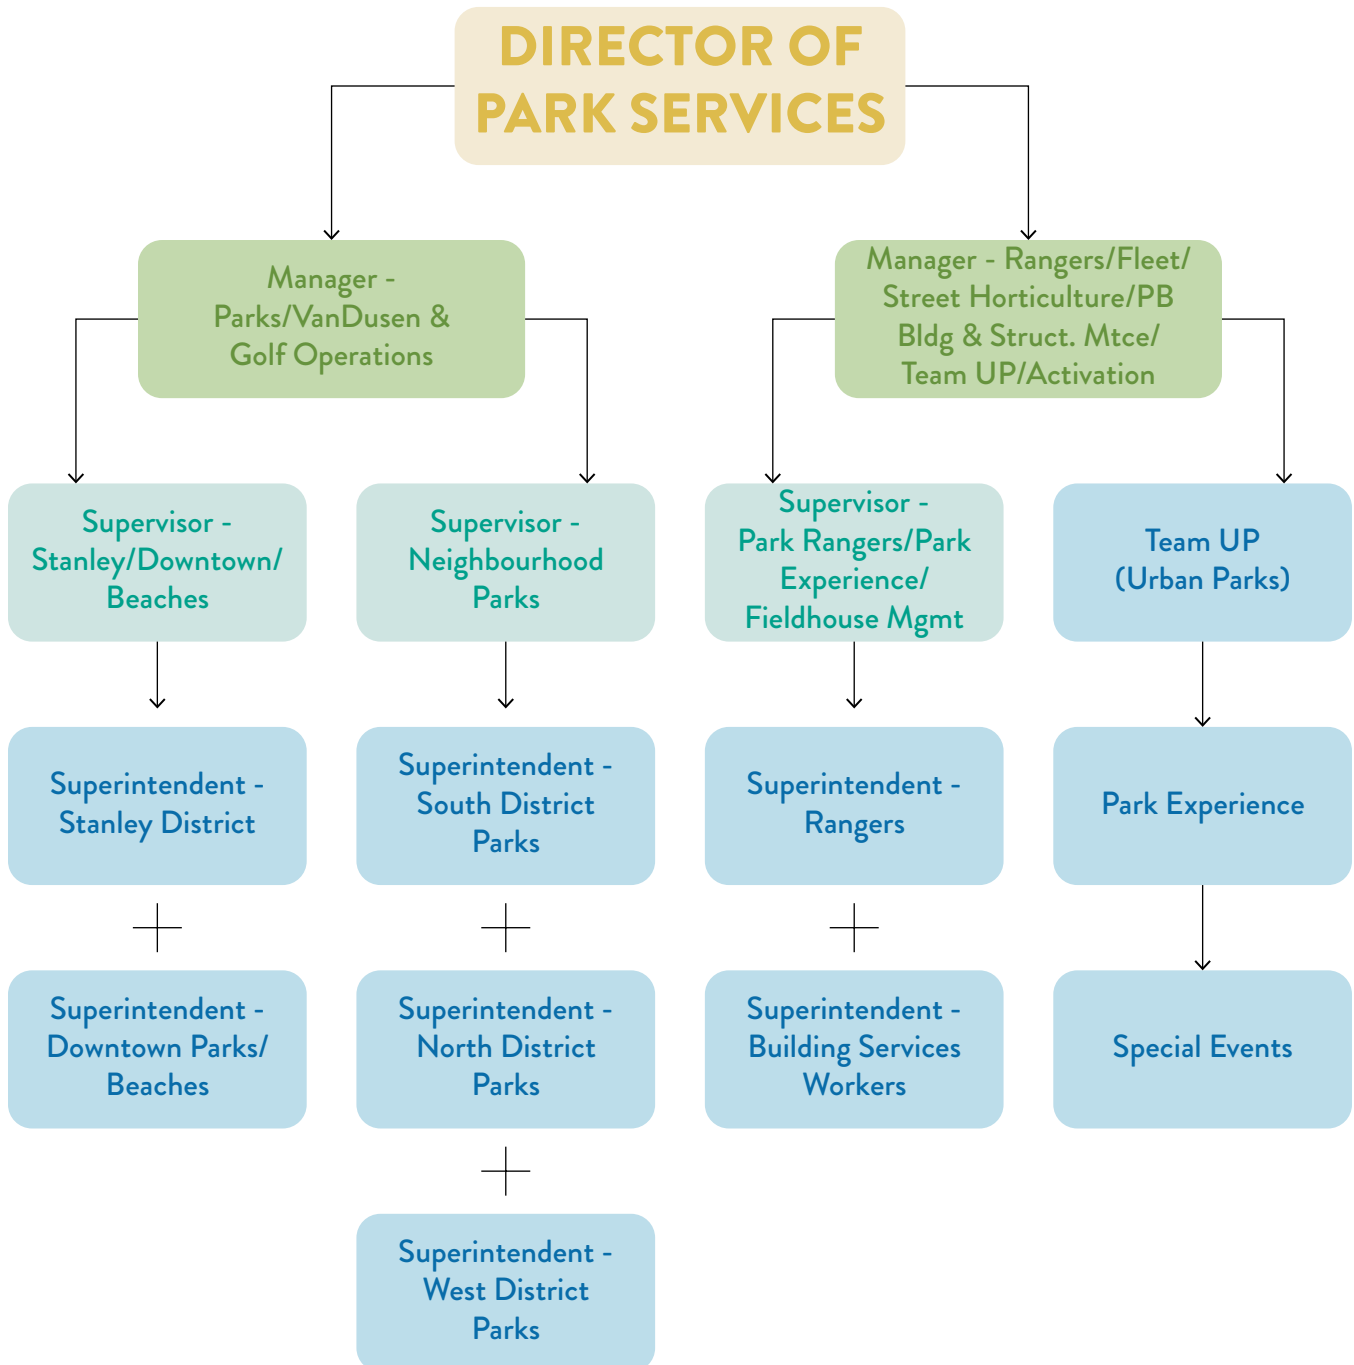 DIRECTOR OF
PARK SERVICES
Manager -
Parks/VanDusen &
Golf Operations
Manager - Rangers/Fleet/
Street Horticulture/PB
Bldg & Struct. Mtce/
Team UP/Activation
Supervisor -
Stanley/Downtown/
Beaches
Supervisor -
Neighbourhood
Parks
Supervisor -
Park Rangers/Park
Experience/
Fieldhouse Mgmt
Team UP
(Urban Parks)
Superintendent -
Stanley District
Superintendent -
South District
Parks
Superintendent -
Rangers
Park Experience
Superintendent -
Downtown Parks/
Beaches
Superintendent -
North District
Parks
Superintendent -
Building Services
Workers
Special Events
Superintendent -
West District
Parks